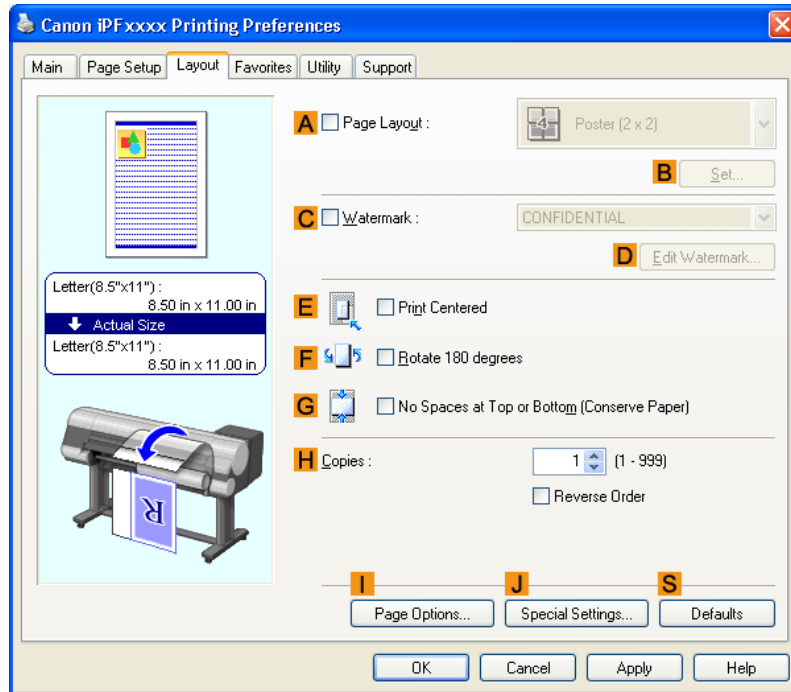 Canon iPFxxxx Printing Preferences
Main Page Setup Layout Favorites Utility Support
A Page Layout : 4 Poster (2 x 2)
B Set...
C Watermark : CONFIDENTIAL
D Edit Watermark...
Letter(8.5"x11") :
8.50 in x 11.00 in
Actual Size
Letter(8.5"x11") :
8.50 in x 11.00 in
E Print Centered
F Rotate 180 degrees
G No Spaces at Top or Bottom (Conserve Paper)
H Copies : 1 (1 - 999)
Reverse Order
R
I J S
Page Options... Special Settings... Defaults
OK Cancel Apply Help